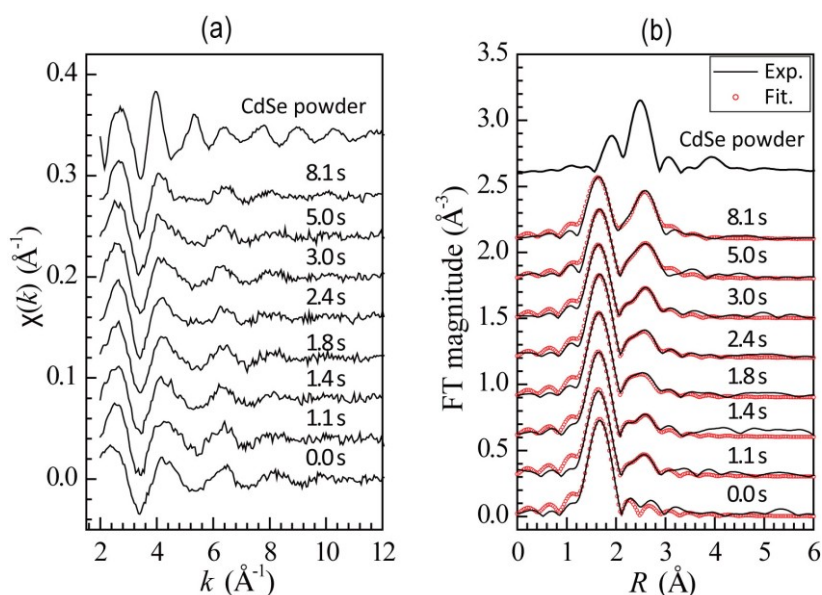 (a)
0.4
0.3
0.2
0.1
0.0
χ(k) (Å⁻¹)
CdSe powder
8.1 s
5.0 s
3.0 s
2.4 s
1.8 s
1.4 s
1.1 s
0.0 s
2 4 6 8 10 12
k (Å⁻¹)
(b)
3.5
3.0
2.5
2.0
1.5
1.0
0.5
0.0
FT magnitude (Å⁻³)
Exp.
Fit.
CdSe powder
8.1 s
5.0 s
3.0 s
2.4 s
1.8 s
1.4 s
1.1 s
0.0 s
0 1 2 3 4 5 6
R (Å)